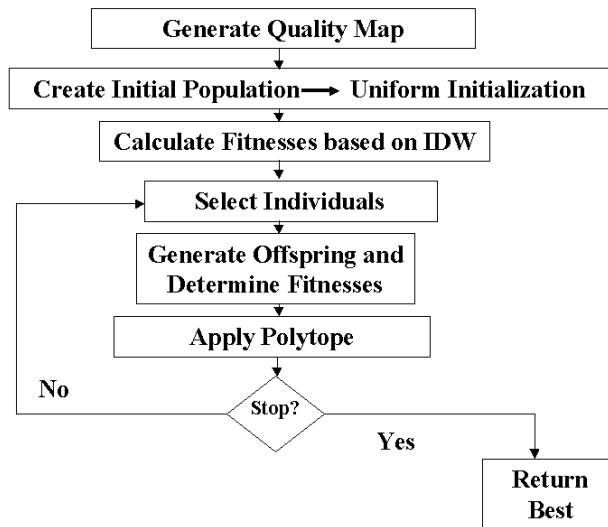 Generate Quality Map
Create Initial Population Uniform Initialization
Calculate Fitnesses based on IDW
Select Individuals
Generate Offspring and
Determine Fitnesses
Apply Polytope
No
Stop?
Yes
Return
Best